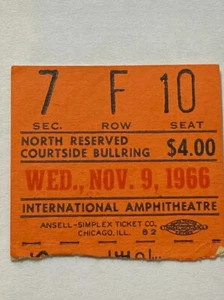 7 F 10
SEC. ROW SEAT
NORTH RESERVED
COURTSIDE BULLRING $4.00
WED., NOV. 9, 1966
INTERNATIONAL AMPHITHEATRE
ANSELL-SIMPLEX TICKET CO.
CHICAGO, ILL. 82